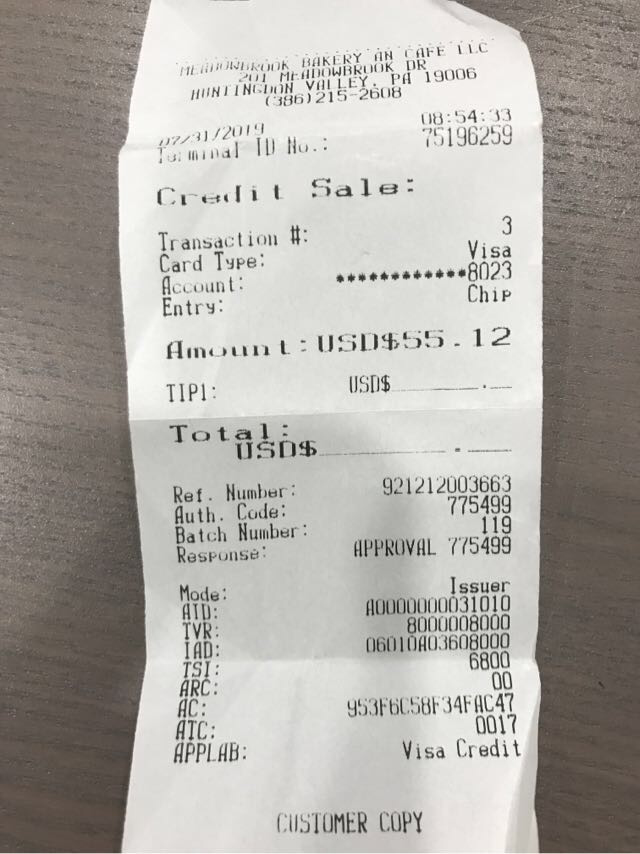 MEADOWBROOK BAKERY AN CAFE LLC
201 MEADOWBROOK DR
HUNTINGDON VALLEY, PA 19006
(386)215-2608
07/31/2019 08:54:33
Terminal ID No.: 75196259
Credit Sale:
Transaction #: 3
Card Type: Visa
Account: ************8023
Entry: Chip
Amount: USD$55.12
TIP1: USD$________.__
Total:
USD$____________.____
Ref. Number: 921212003663
Auth. Code: 775499
Batch Number: 119
Response: APPROVAL 775499
Mode: Issuer
AID: A0000000031010
TVR: 8000008000
IAD: 06010A03608000
TSI: 6800
ARC: 00
AC: 953F6C58F34FAC47
ATC: 0017
APPLAB: Visa Credit
CUSTOMER COPY